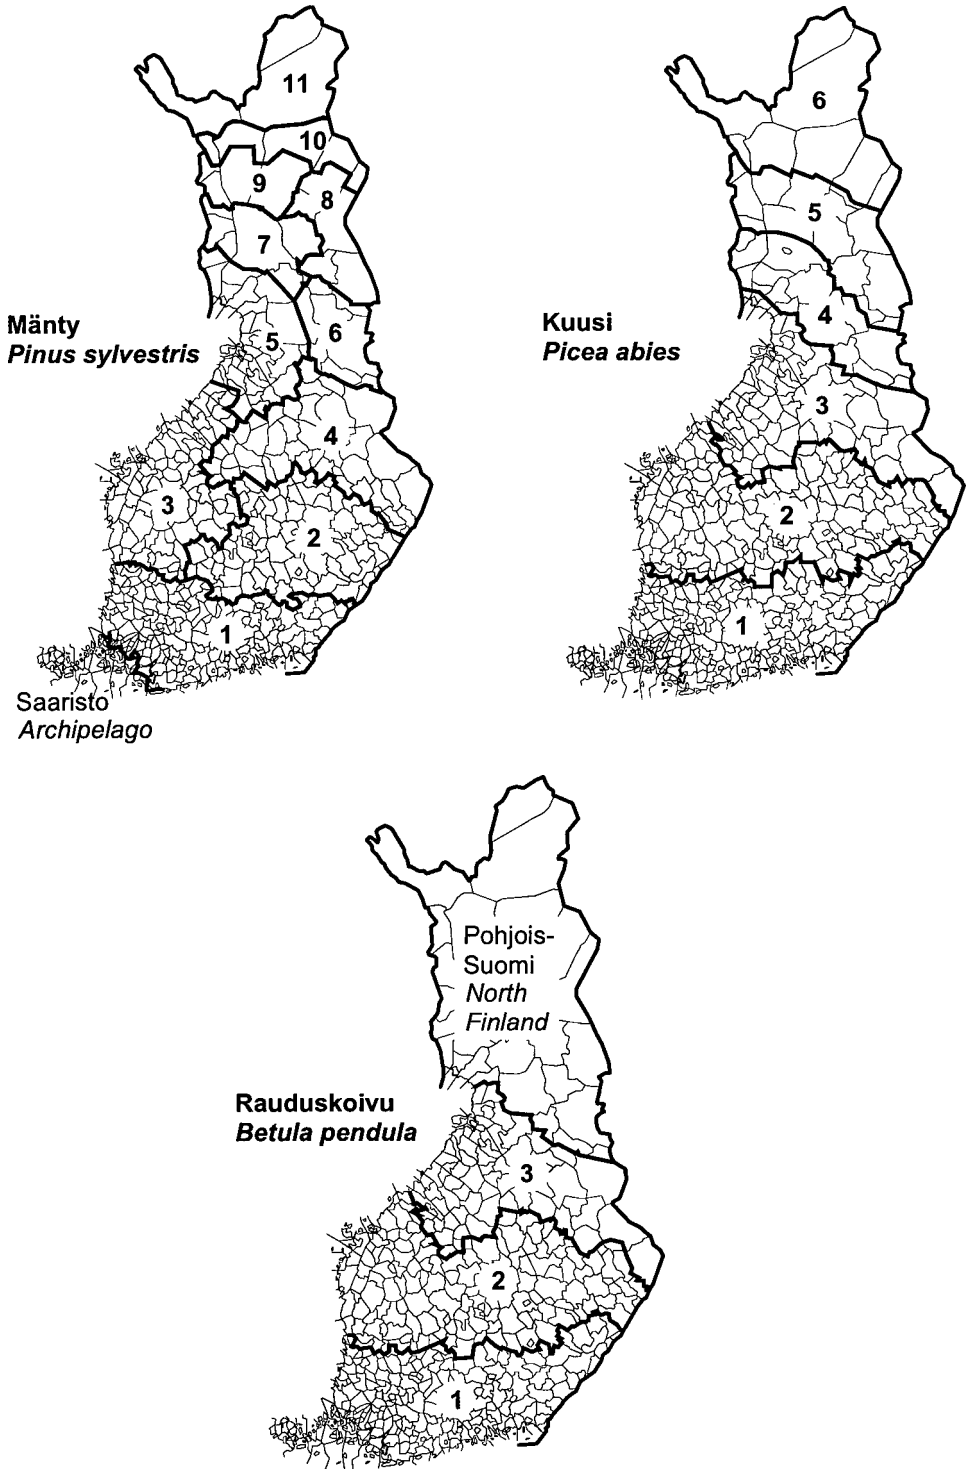 11
10
9
8
7
6
5
4
3
2
1
Mänty
Pinus sylvestris
Saaristo
Archipelago
6
5
4
3
2
1
Kuusi
Picea abies
Pohjois-
Suomi
North
Finland
Rauduskoivu
Betula pendula
3
2
1